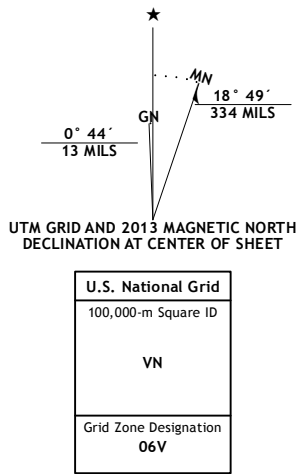 ★
MN
GN
18° 49´
334 MILS
0° 44´
13 MILS
UTM GRID AND 2013 MAGNETIC NORTH
DECLINATION AT CENTER OF SHEET
U.S. National Grid
100,000-m Square ID
VN
Grid Zone Designation
06V